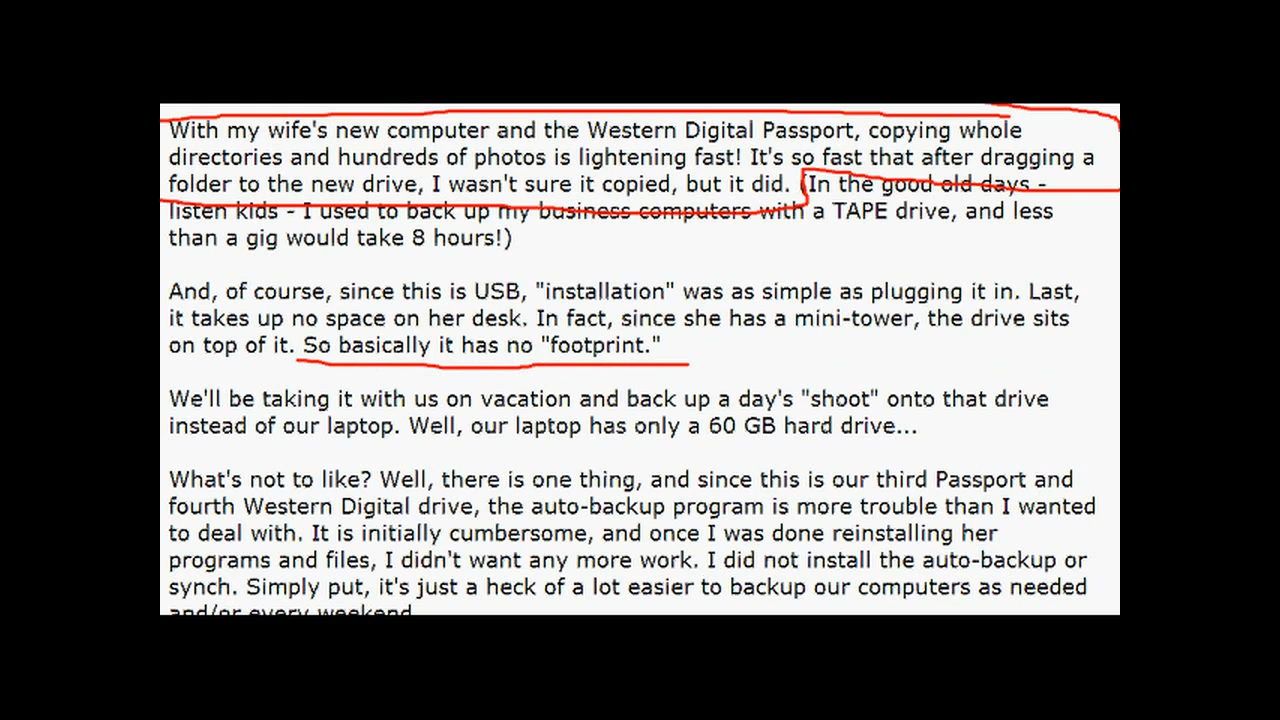 With my wife's new computer and the Western Digital Passport, copying whole
directories and hundreds of photos is lightening fast! It's so fast that after dragging a
folder to the new drive, I wasn't sure it copied, but it did. (In the good old days -
listen kids - I used to back up my business computers with a TAPE drive, and less
than a gig would take 8 hours!)
And, of course, since this is USB, "installation" was as simple as plugging it in. Last,
it takes up no space on her desk. In fact, since she has a mini-tower, the drive sits
on top of it. So basically it has no "footprint."
We'll be taking it with us on vacation and back up a day's "shoot" onto that drive
instead of our laptop. Well, our laptop has only a 60 GB hard drive...
What's not to like? Well, there is one thing, and since this is our third Passport and
fourth Western Digital drive, the auto-backup program is more trouble than I wanted
to deal with. It is initially cumbersome, and once I was done reinstalling her
programs and files, I didn't want any more work. I did not install the auto-backup or
synch. Simply put, it's just a heck of a lot easier to backup our computers as needed
and/or every weekend